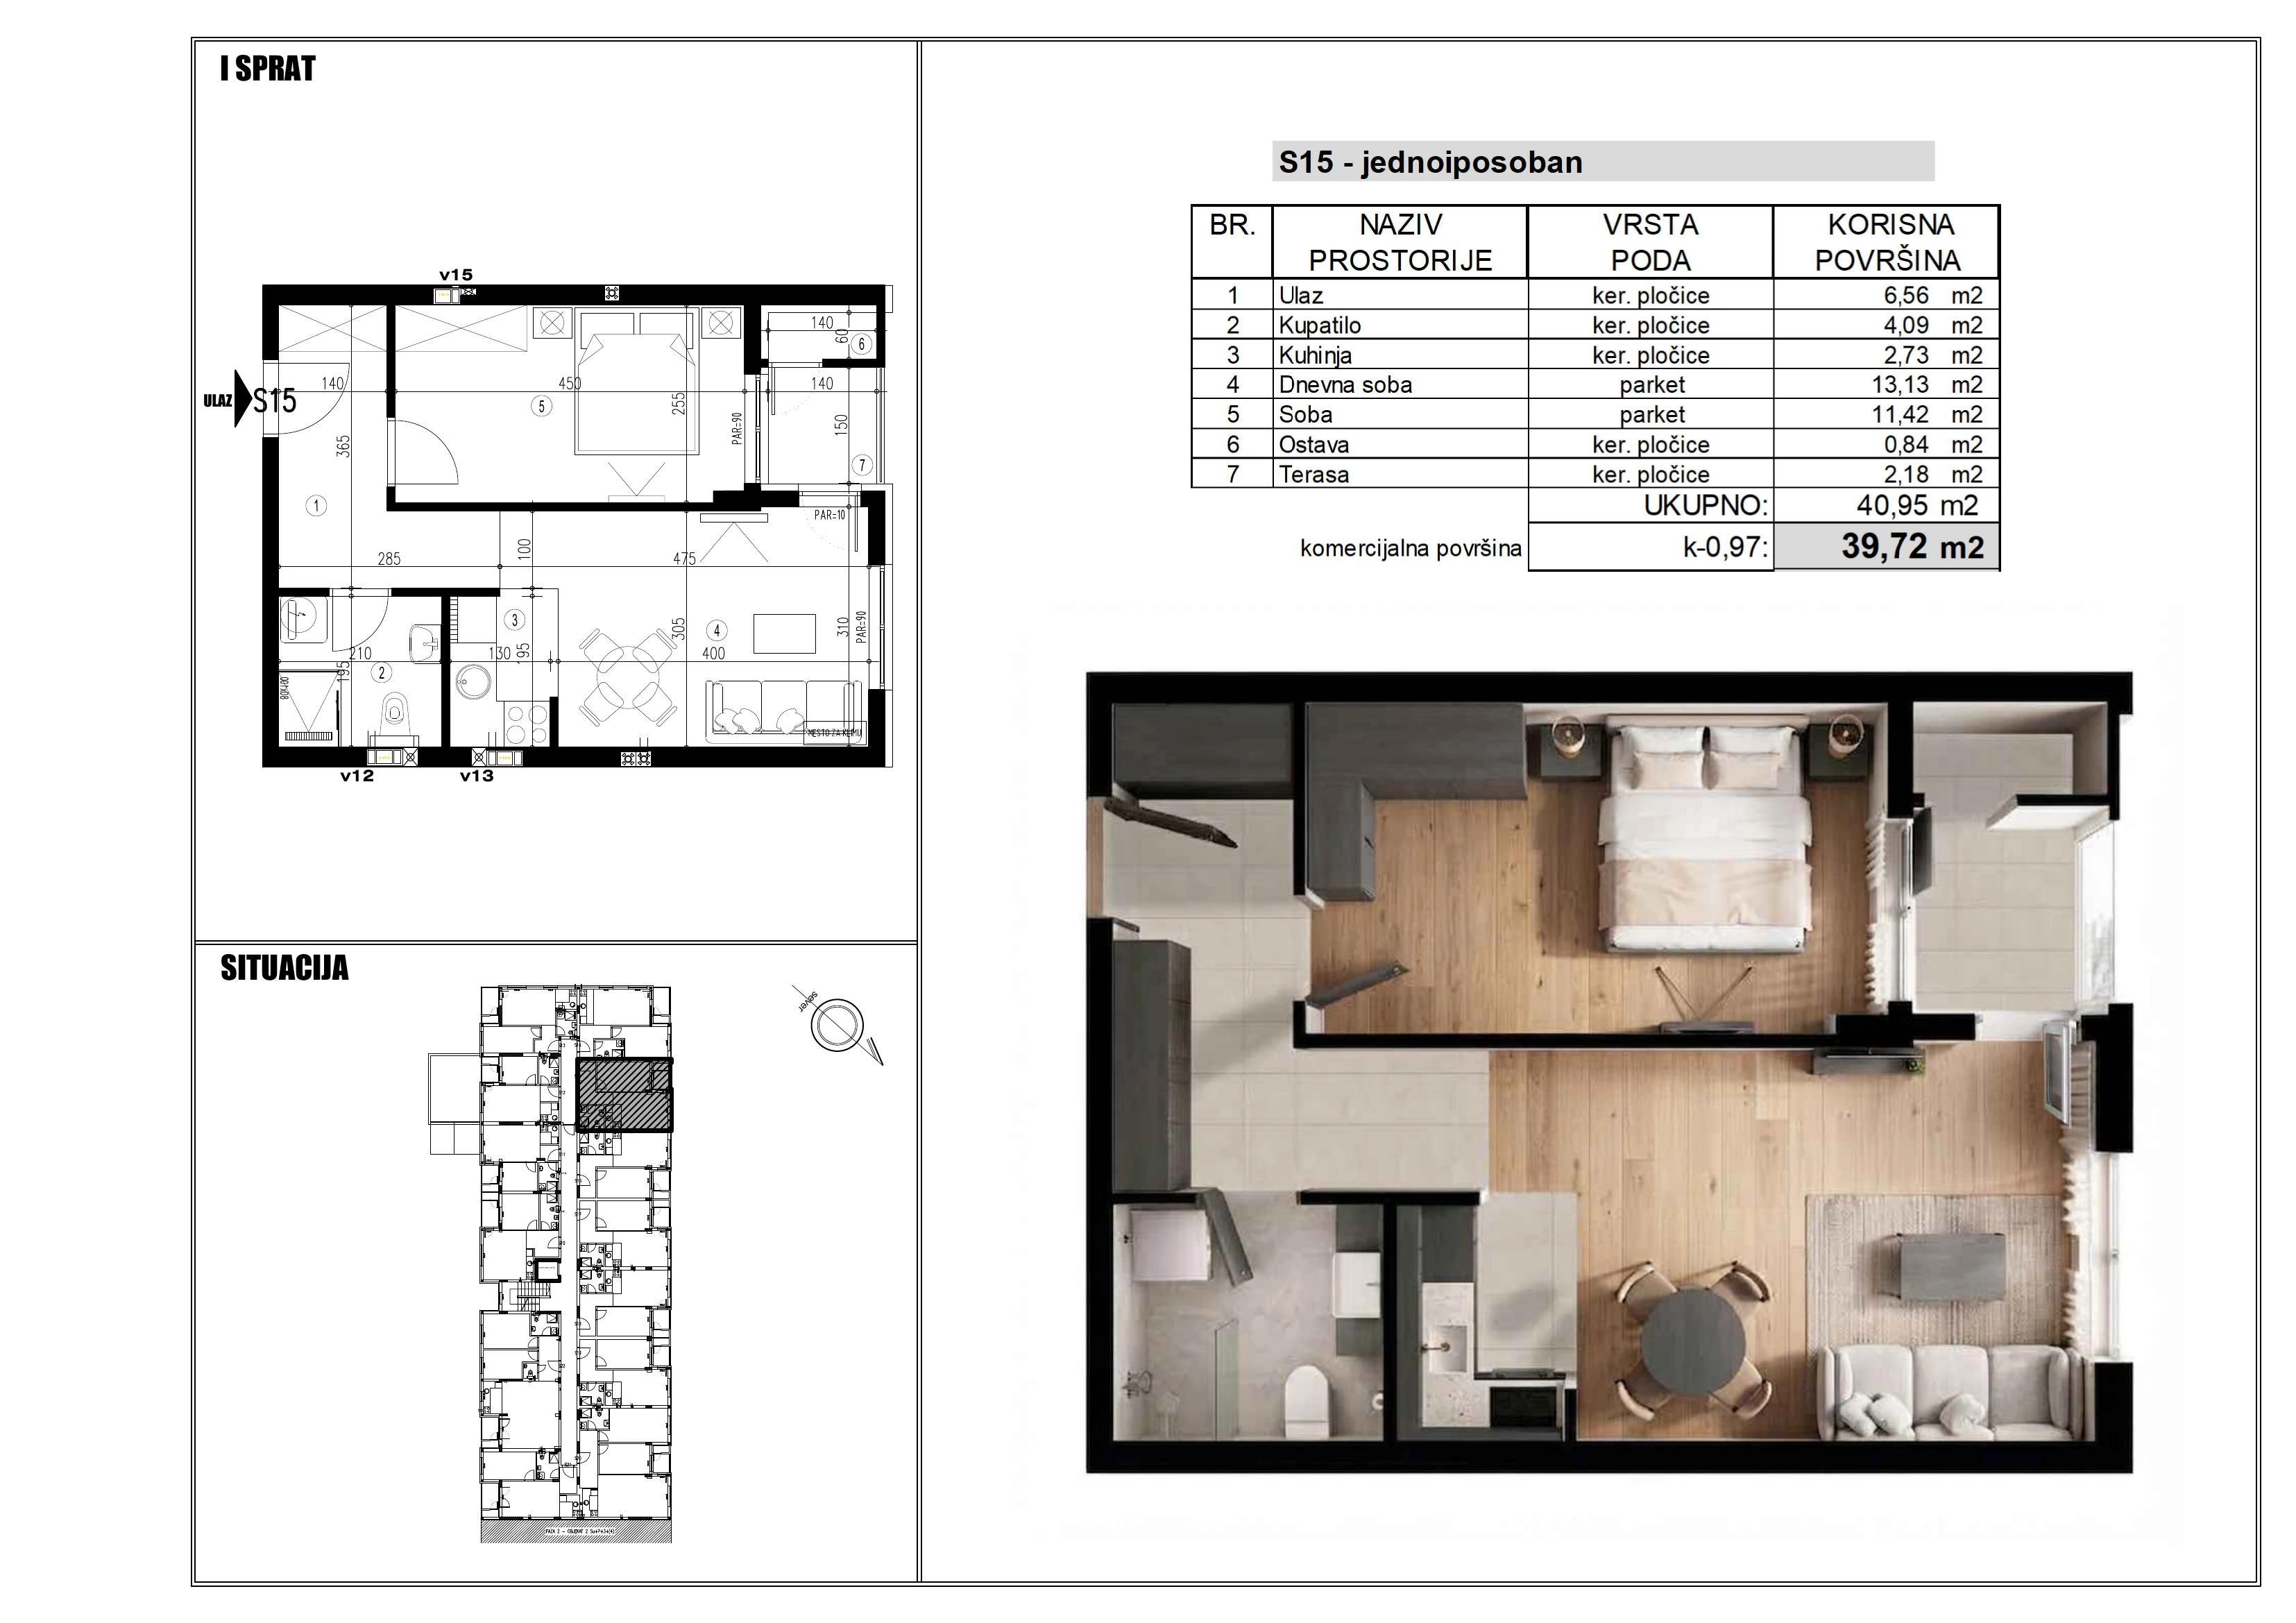 I SPRAT
v15
140
60
6
ULAZ S15
140
450
5
255
PAR=90
140
150
7
365
1
PAR=10
285
100
475
3
4
305
310
PAR=90
210
195
2
130
195
400
MESTO ZA KLIMU
v12
v13
SITUACIJA
sever
S15 - jednoiposoban
BR. NAZIV PROSTORIJE VRSTA PODA KORISNA POVRŠINA
1 Ulaz ker. pločice 6,56 m2
2 Kupatilo ker. pločice 4,09 m2
3 Kuhinja ker. pločice 2,73 m2
4 Dnevna soba parket 13,13 m2
5 Soba parket 11,42 m2
6 Ostava ker. pločice 0,84 m2
7 Terasa ker. pločice 2,18 m2
UKUPNO: 40,95 m2
komercijalna površina k-0,97: 39,72 m2